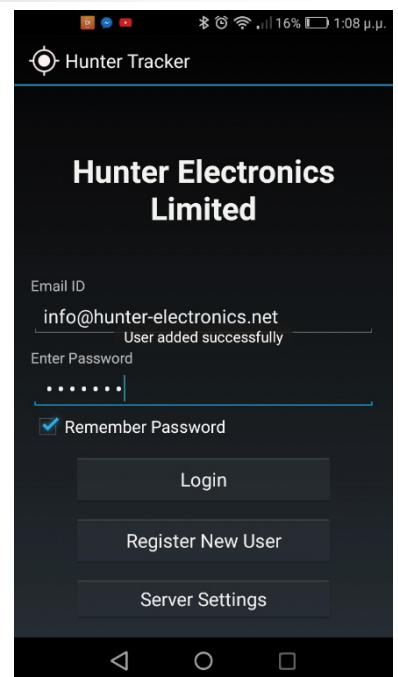 16% 1:08 μ.μ.
Hunter Tracker
Hunter Electronics
Limited
Email ID
info@hunter-electronics.net
User added successfully
Enter Password
Remember Password
Login
Register New User
Server Settings